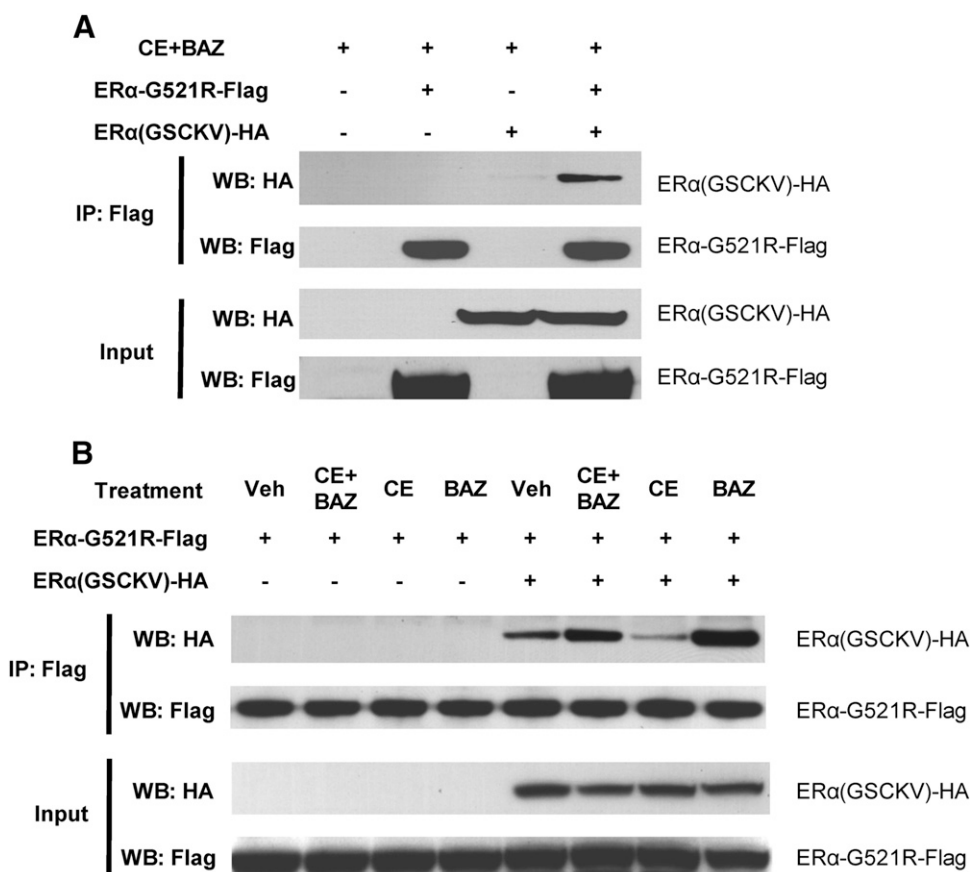 A
CE+BAZ + + + +
ERα-G521R-Flag - + - +
ERα(GSCKV)-HA - - + +
IP: Flag
WB: HA ERα(GSCKV)-HA
WB: Flag ERα-G521R-Flag
Input
WB: HA ERα(GSCKV)-HA
WB: Flag ERα-G521R-Flag
B
Treatment Veh CE+ BAZ CE BAZ Veh CE+ BAZ CE BAZ
ERα-G521R-Flag + + + + + + + +
ERα(GSCKV)-HA - - - - + + + +
IP: Flag
WB: HA ERα(GSCKV)-HA
WB: Flag ERα-G521R-Flag
Input
WB: HA ERα(GSCKV)-HA
WB: Flag ERα-G521R-Flag